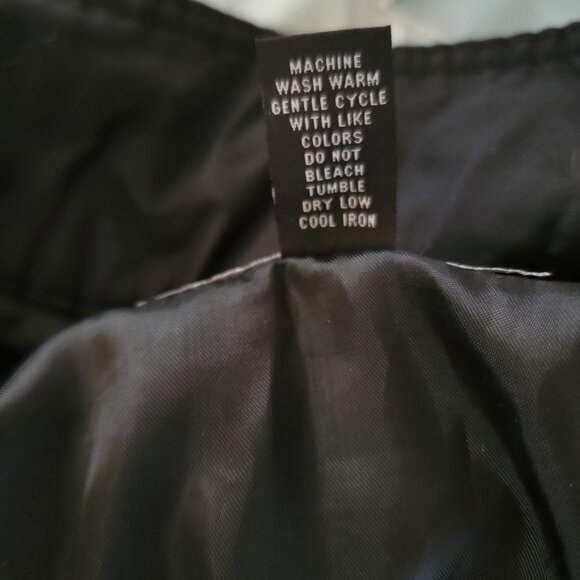 MACHINE
WASH WARM
GENTLE CYCLE
WITH LIKE
COLORS
DO NOT
BLEACH
TUMBLE
DRY LOW
COOL IRON